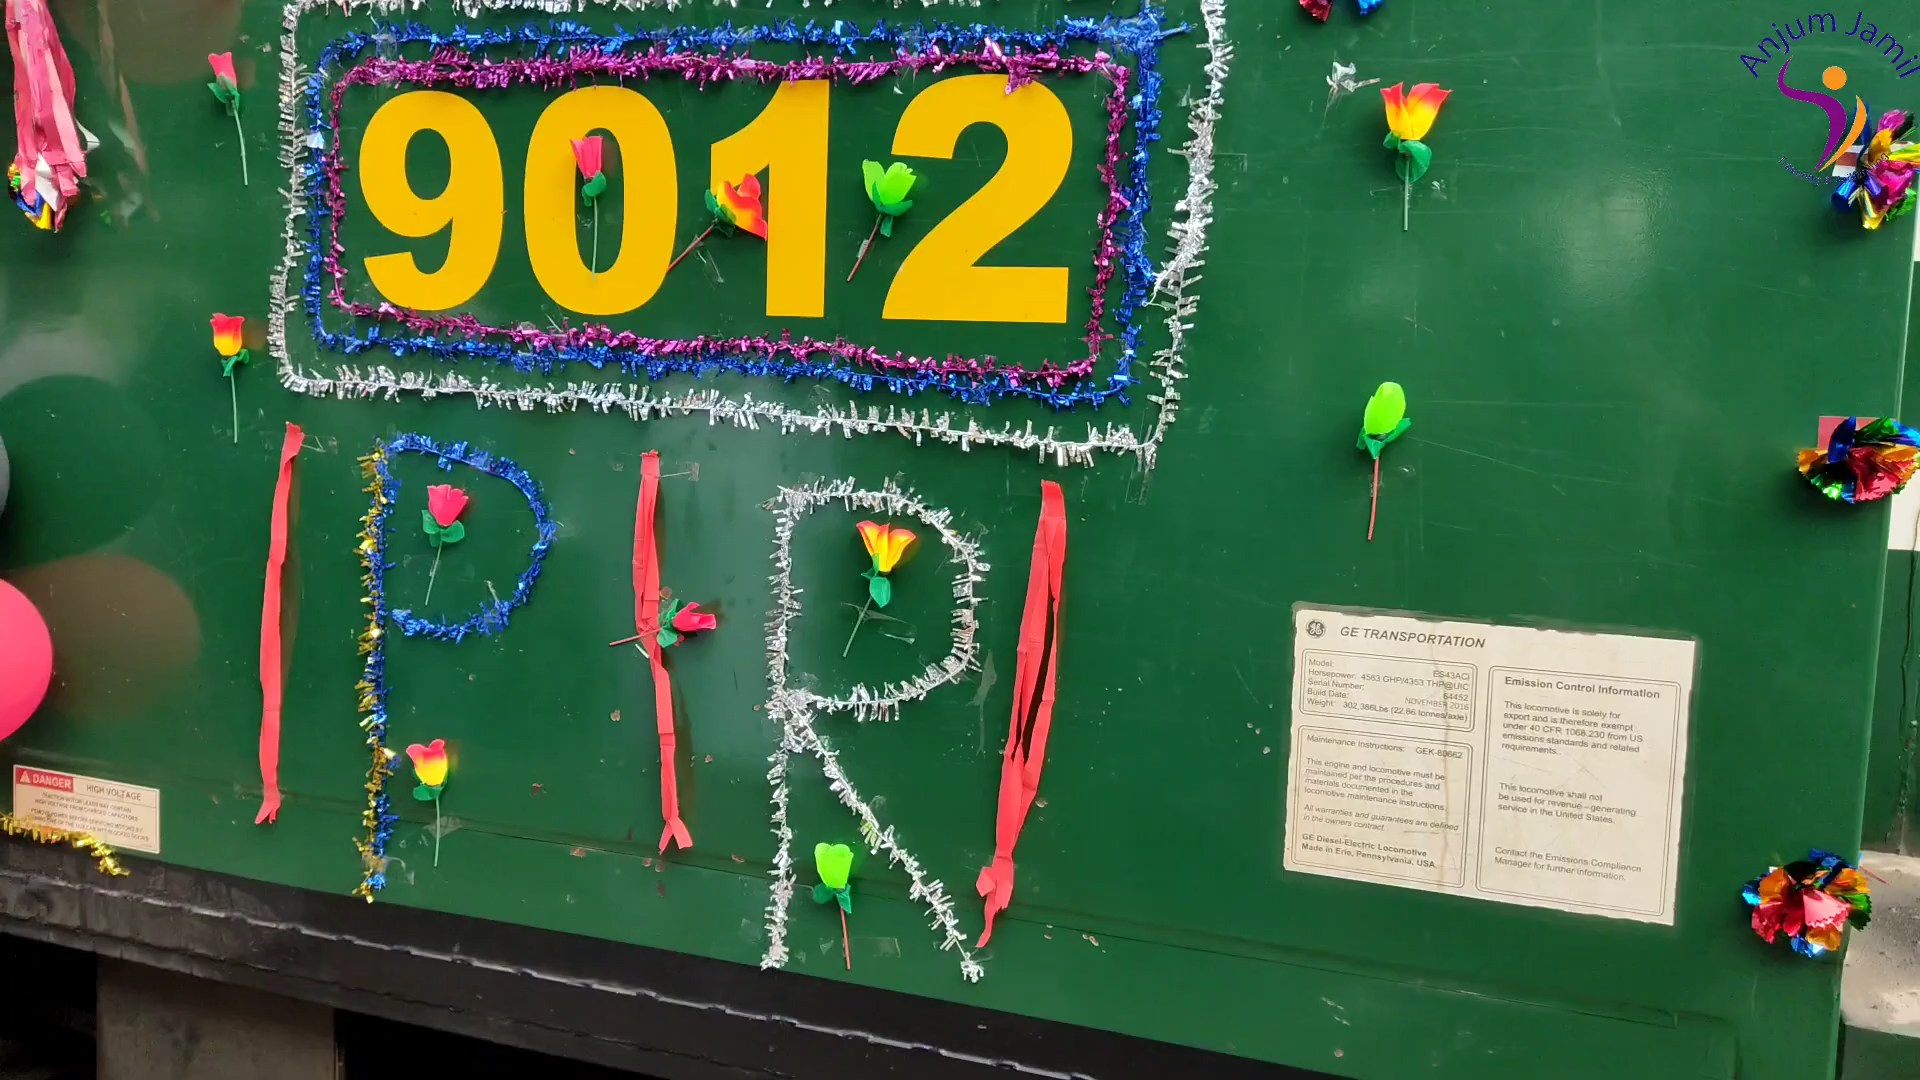 Anjum Jamil
9012
PR
GE TRANSPORTATION
Model: ES43ACi
Horsepower: 4563 GHP/4353 THP@UIC
Serial Number: 64452
Build Date: NOVEMBER 2016
Weight: 302,386Lbs (22.86 tonnes/axle)
Maintenance Instructions: GEK-80662
This engine and locomotive must be
maintained per the procedures and
materials documented in the
locomotive maintenance instructions.
All warranties and guarantees are defined
in the owners contract.
GE Diesel-Electric Locomotive
Made in Erie, Pennsylvania, USA.
Emission Control Information
This locomotive is solely for
export and is therefore exempt
under 40 CFR 1068.230 from US
emissions standards and related
requirements..
This locomotive shall not
be used for revenue - generating
service in the United States.
Contact the Emissions Compliance
Manager for further information.
DANGER HIGH VOLTAGE